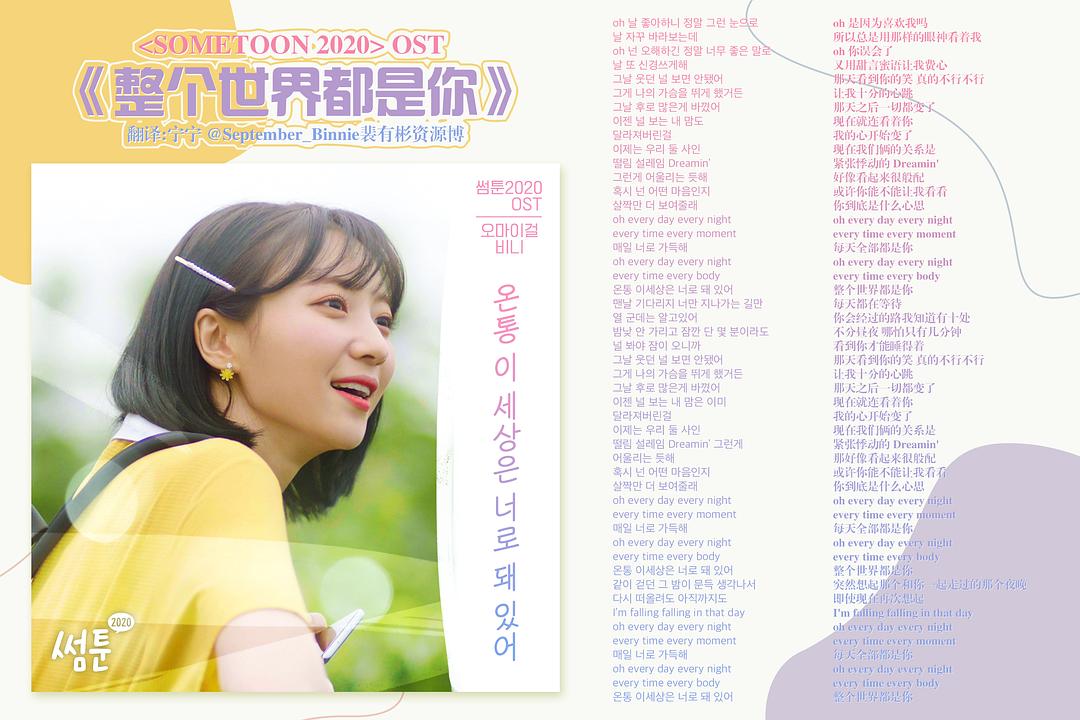 <SOMETOON 2020> OST
《整个世界都是你》
翻译:宁宁 @September_Binnie裴有彬资源博
썸툰2020
OST
오마이걸
비니
온통 이 세상은 너로 돼 있어
썸툰 2020
oh 날 좋아하니 정말 그런 눈으로
날 자꾸 바라보는데
oh 넌 오해하긴 정말 너무 좋은 말로
날 또 신경쓰게해
그날 웃던 널 보면 안됐어
그게 나의 가슴을 뛰게 했거든
그날 후로 많은게 바꼈어
이젠 널 보는 내 맘도
달라져버린걸
이제는 우리 둘 사인
떨림 설레임 Dreamin'
그런게 어울리는 듯해
혹시 넌 어떤 마음인지
살짝만 더 보여줄래
oh every day every night
every time every moment
매일 너로 가득해
oh every day every night
every time every body
온통 이세상은 너로 돼 있어
맨날 기다리지 너만 지나가는 길만
열 군데는 알고있어
밤낮 안 가리고 잠깐 단 몇 분이라도
널 봐야 잠이 오니까
그날 웃던 널 보면 안됐어
그게 나의 가슴을 뛰게 했거든
그날 후로 많은게 바꼈어
이젠 널 보는 내 맘은 이미
달라져버린걸
이제는 우리 둘 사인
떨림 설레임 Dreamin' 그런게
어울리는 듯해
혹시 넌 어떤 마음인지
살짝만 더 보여줄래
oh every day every night
every time every moment
매일 너로 가득해
oh every day every night
every time every body
온통 이세상은 너로 돼 있어
같이 걷던 그 밤이 문득 생각나서
다시 떠올려도 아직까지도
I'm falling falling in that day
oh every day every night
every time every moment
매일 너로 가득해
oh every day every night
every time every body
온통 이세상은 너로 돼 있어
oh 是因为喜欢我吗
所以总是用那样的眼神看着我
oh 你误会了
又用甜言蜜语让我费心
那天看到你的笑 真的不行不行
让我十分的心跳
那天之后一切都变了
现在就连看着你
我的心开始变了
现在我们俩的关系是
紧张悸动的 Dreamin'
好像看起来很般配
或许你能不能让我看看
你到底是什么心思
oh every day every night
every time every moment
每天全部都是你
oh every day every night
every time every body
整个世界都是你
每天都在等待
你会经过的路我知道有十处
不分昼夜 哪怕只有几分钟
看到你才能睡得着
那天看到你的笑 真的不行不行
让我十分的心跳
那天之后一切都变了
现在就连看着你
我的心开始变了
现在我们俩的关系是
紧张悸动的 Dreamin'
那好像看起来很般配
或许你能不能让我看看
你到底是什么心思
oh every day every night
every time every moment
每天全部都是你
oh every day every night
every time every body
整个世界都是你
突然想起那个和你一起走过的那个夜晚
即使现在再次想起
I'm falling falling in that day
oh every day every night
every time every moment
每天全部都是你
oh every day every night
every time every body
整个世界都是你